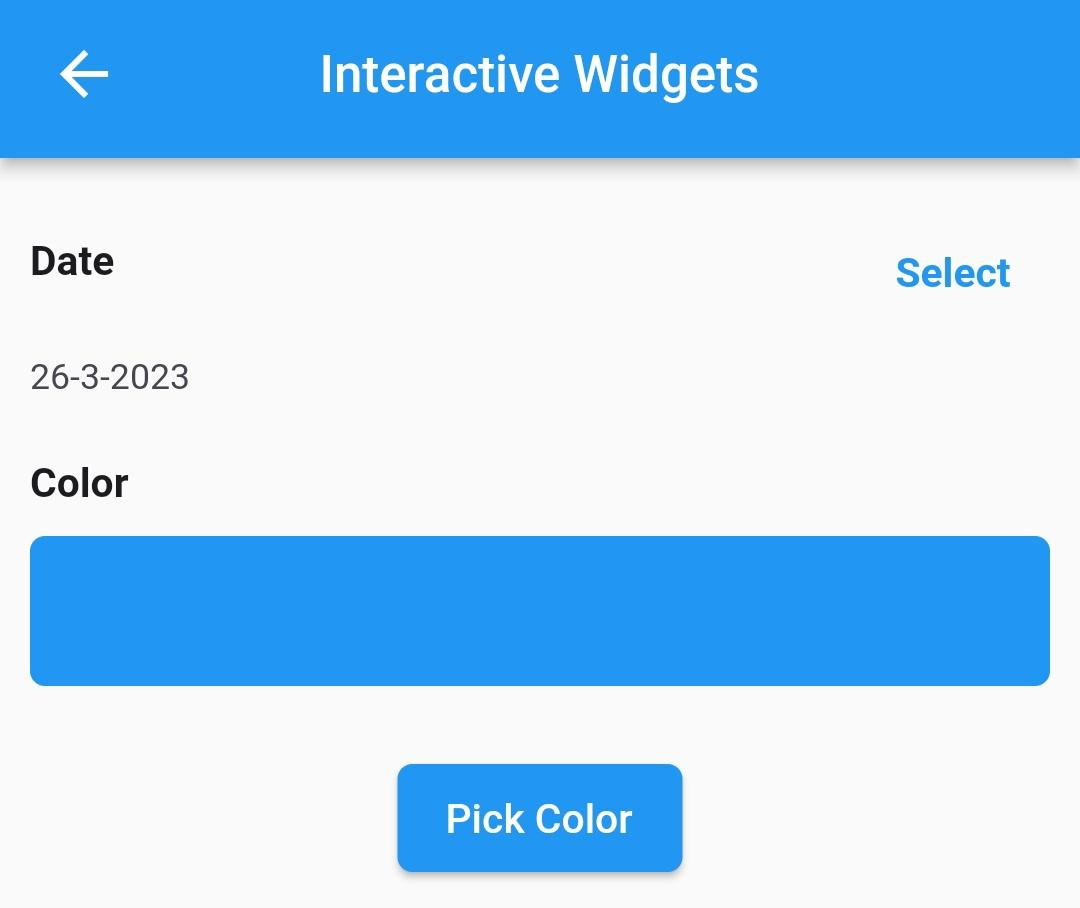 Interactive Widgets
Date
Select
26-3-2023
Color
Pick Color